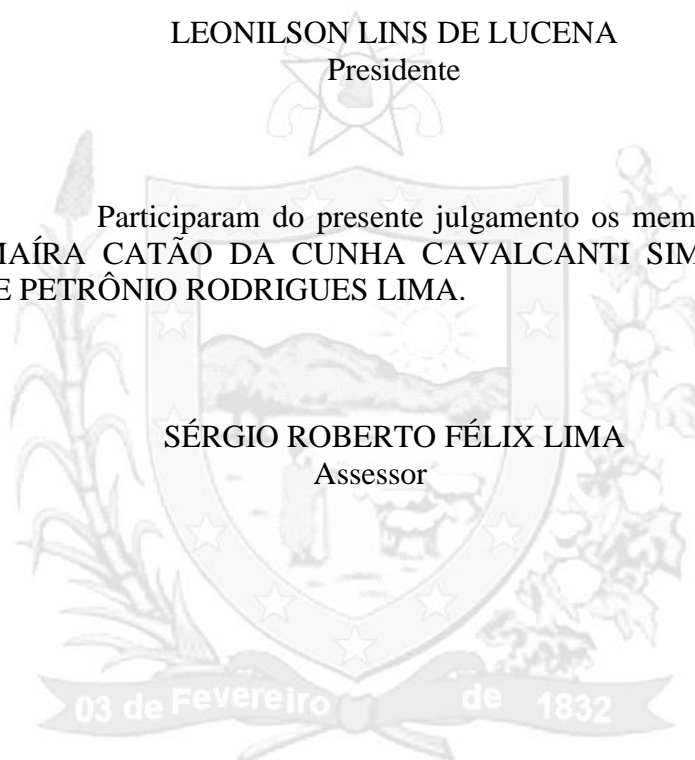 LEONILSON LINS DE LUCENA
Presidente
Participaram do presente julgamento os mem
MAÍRA CATÃO DA CUNHA CAVALCANTI SIM
E PETRÔNIO RODRIGUES LIMA.
SÉRGIO ROBERTO FÉLIX LIMA
Assessor
03 de Fevereiro de 1832